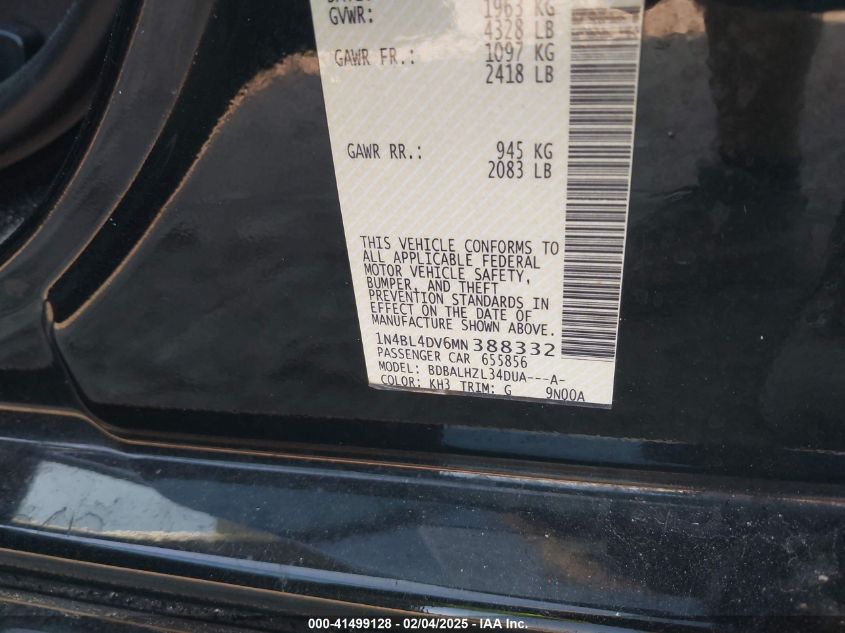 GVWR: 1963 KG
4328 LB
GAWR FR.: 1097 KG
2418 LB
GAWR RR.: 945 KG
2083 LB
THIS VEHICLE CONFORMS TO
ALL APPLICABLE FEDERAL
MOTOR VEHICLE SAFETY,
BUMPER, AND THEFT
PREVENTION STANDARDS IN
EFFECT ON THE DATE OF
MANUFACTURE SHOWN ABOVE.
1N4BL4DV6MN388332
PASSENGER CAR 655856
MODEL: BDBALHZL34DUA---A-
COLOR: KH3 TRIM: G 9N00A
000-41499128 - 02/04/2025 - IAAI.COM